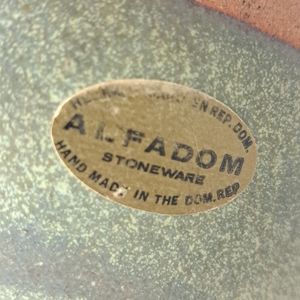 EN REP. DOM.
ALFADOM
STONEWARE
HAND MADE IN THE DOM. REP.